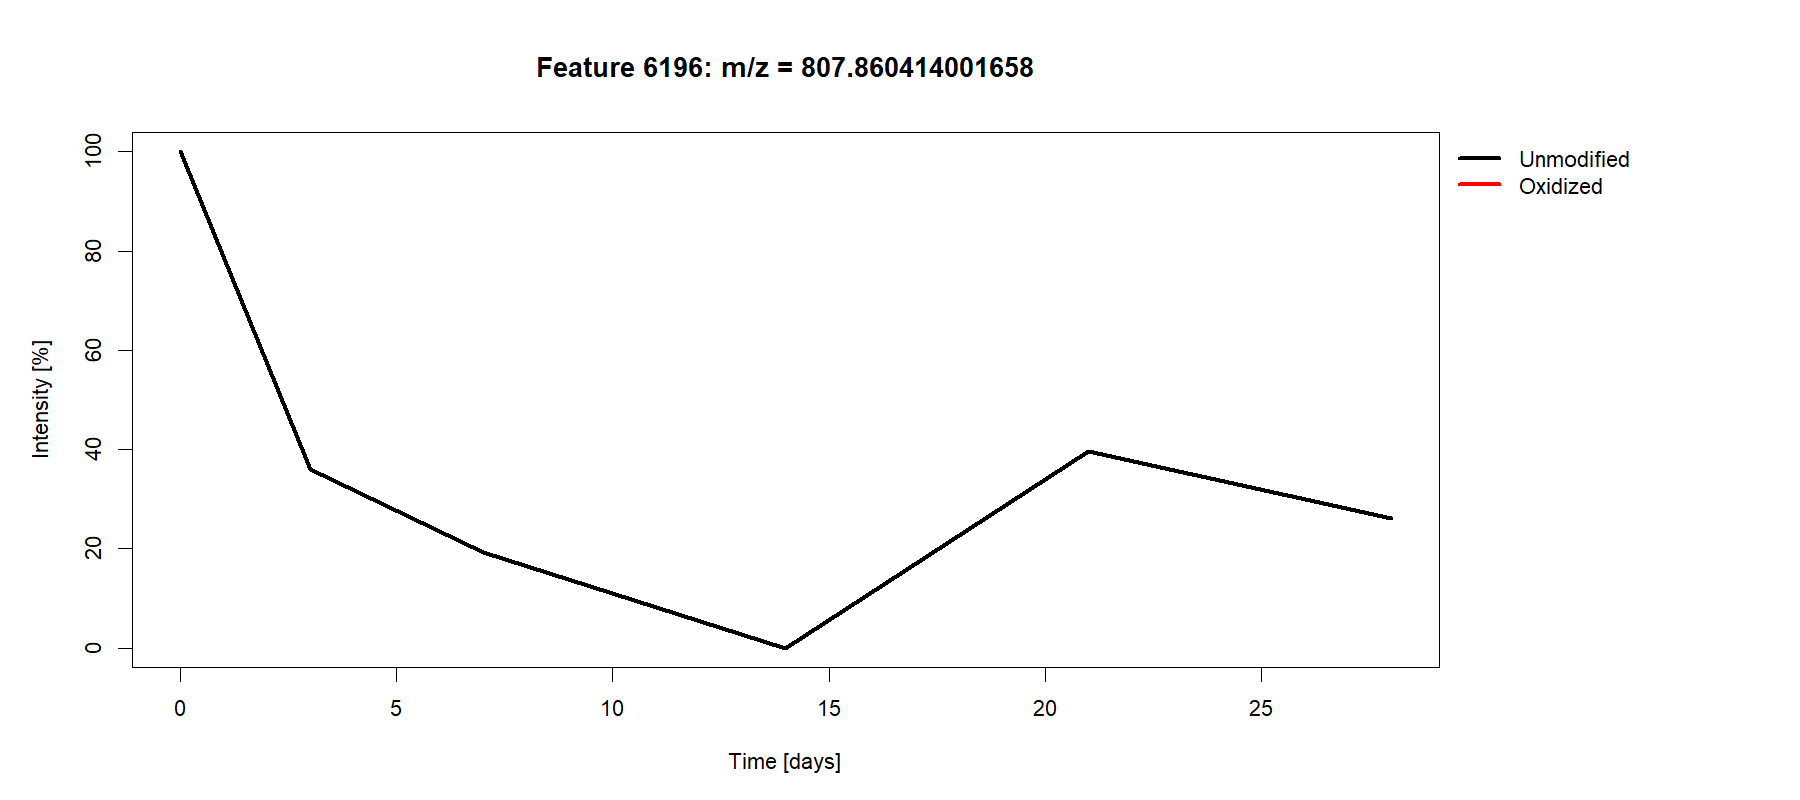 Feature 6196: m/z = 807.860414001658
Unmodified
Oxidized
Intensity [%]
100
80
60
40
20
0
0 5 10 15 20 25
Time [days]